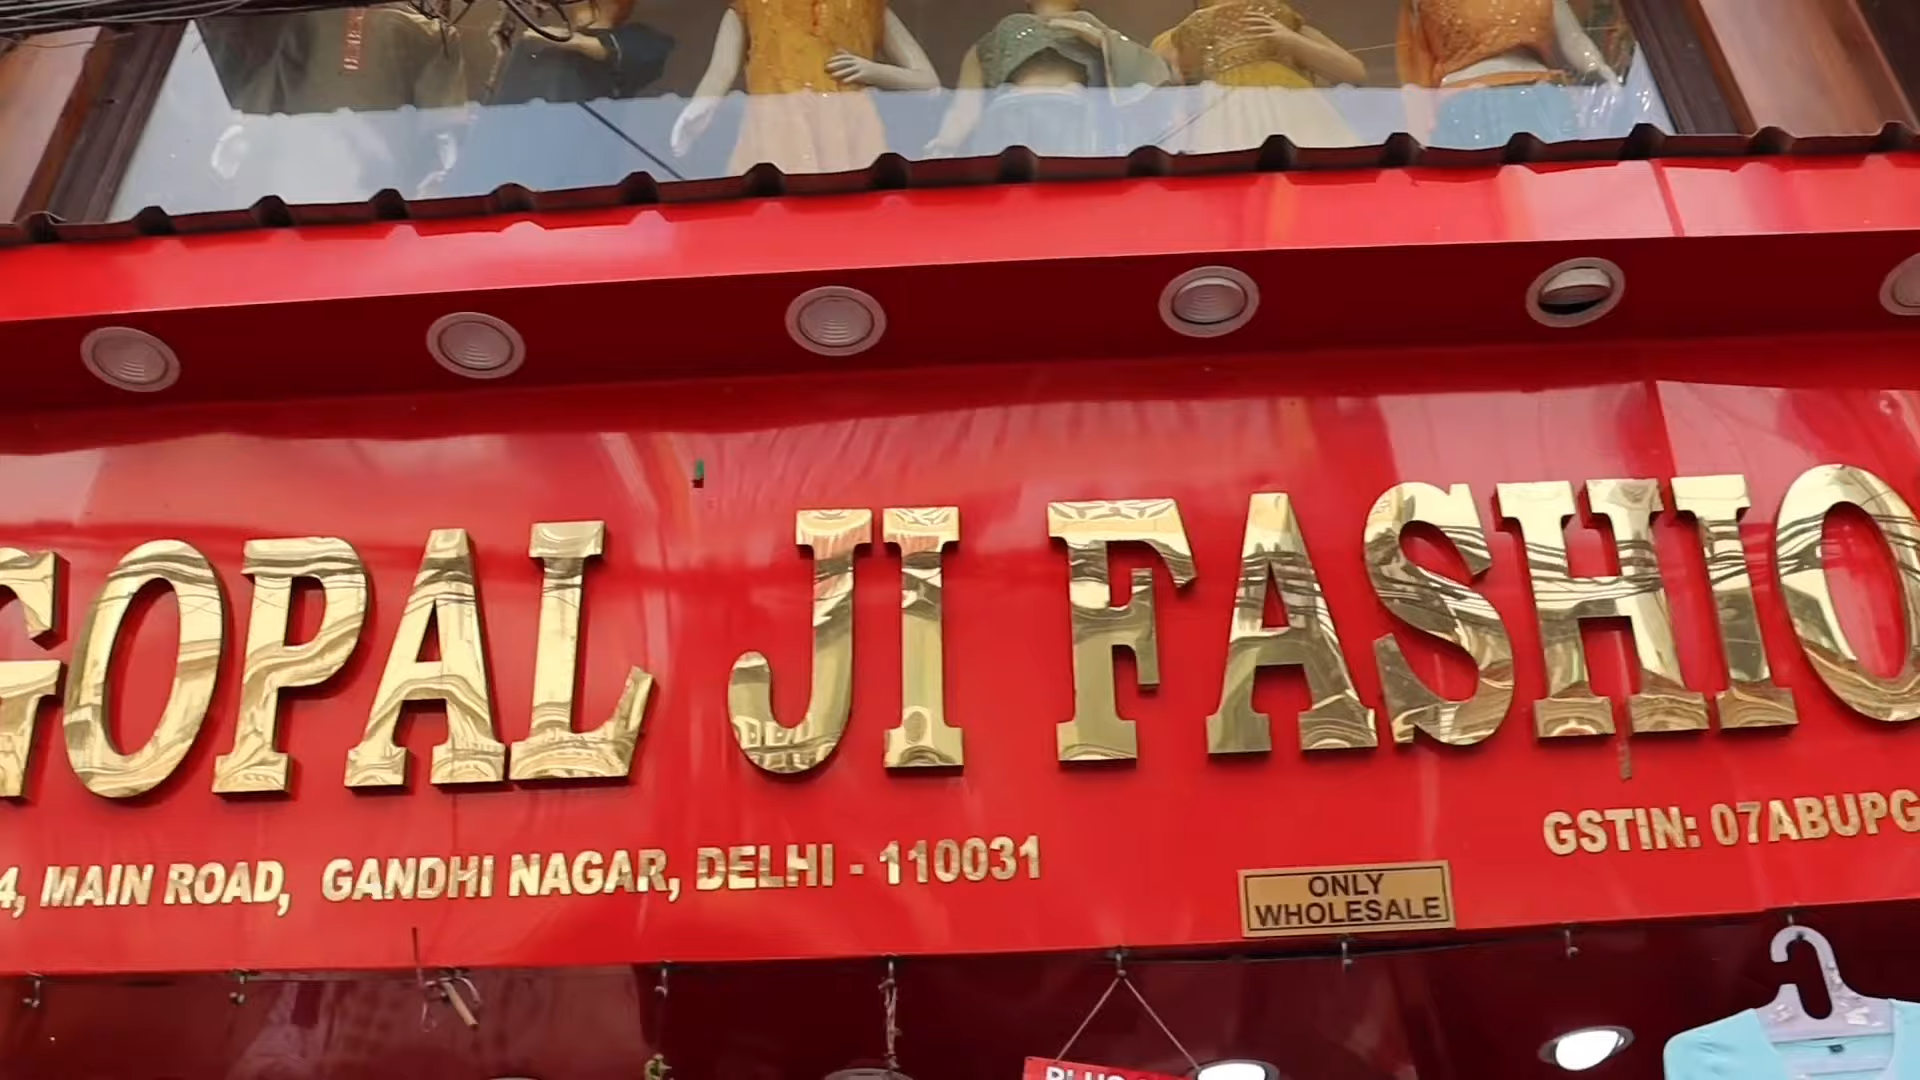 GOPAL JI FASHIO
4, MAIN ROAD, GANDHI NAGAR, DELHI - 110031
GSTIN: 07ABUPG
ONLY
WHOLESALE